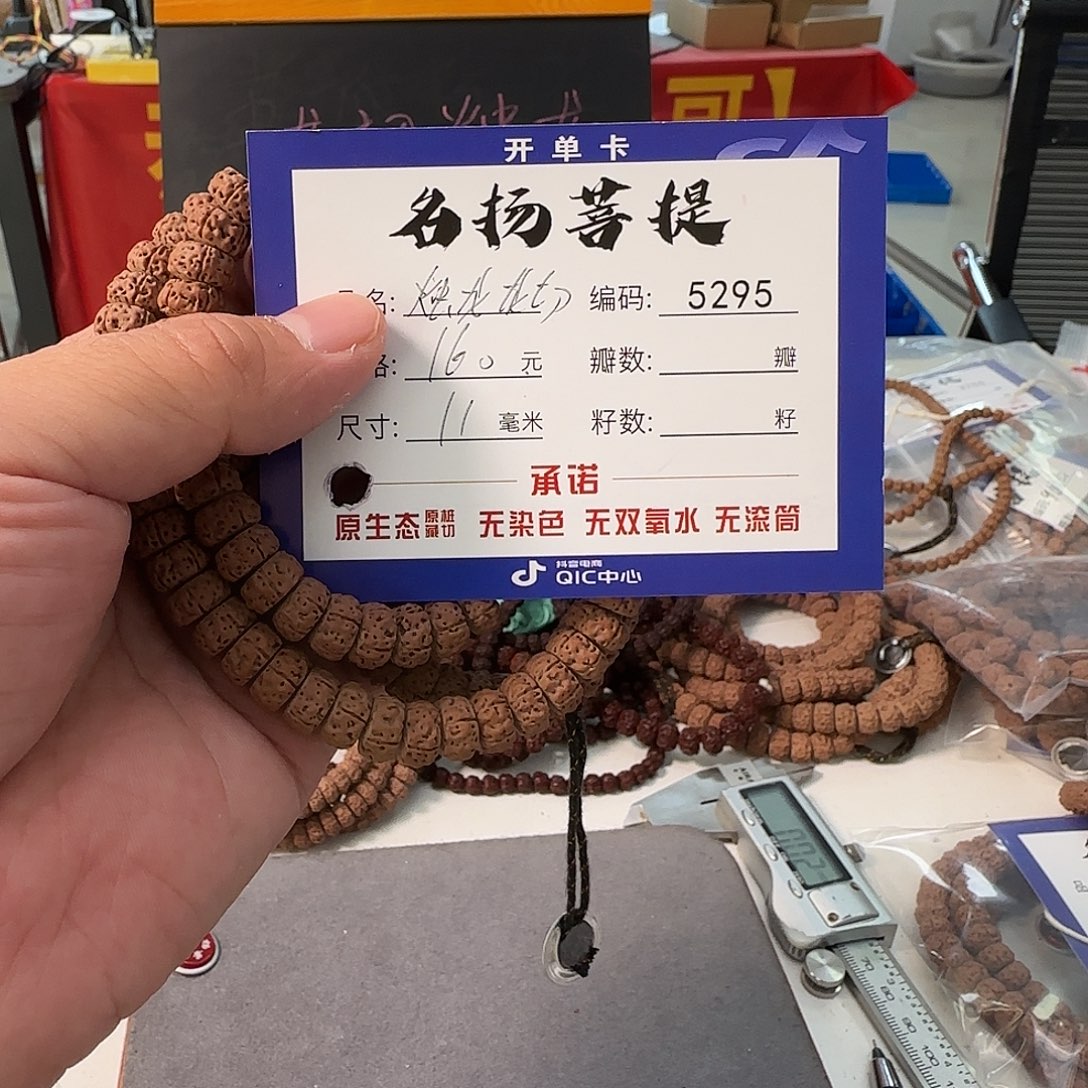 可】
开单卡
名扬菩提
名: 编码: 5295
格: 160 元 瓣数: 瓣
尺寸: 11 毫米 籽数: 籽
承诺
原生态 原桩藏切 无染色 无双氧水 无滚筒
抖音电商
QIC中心